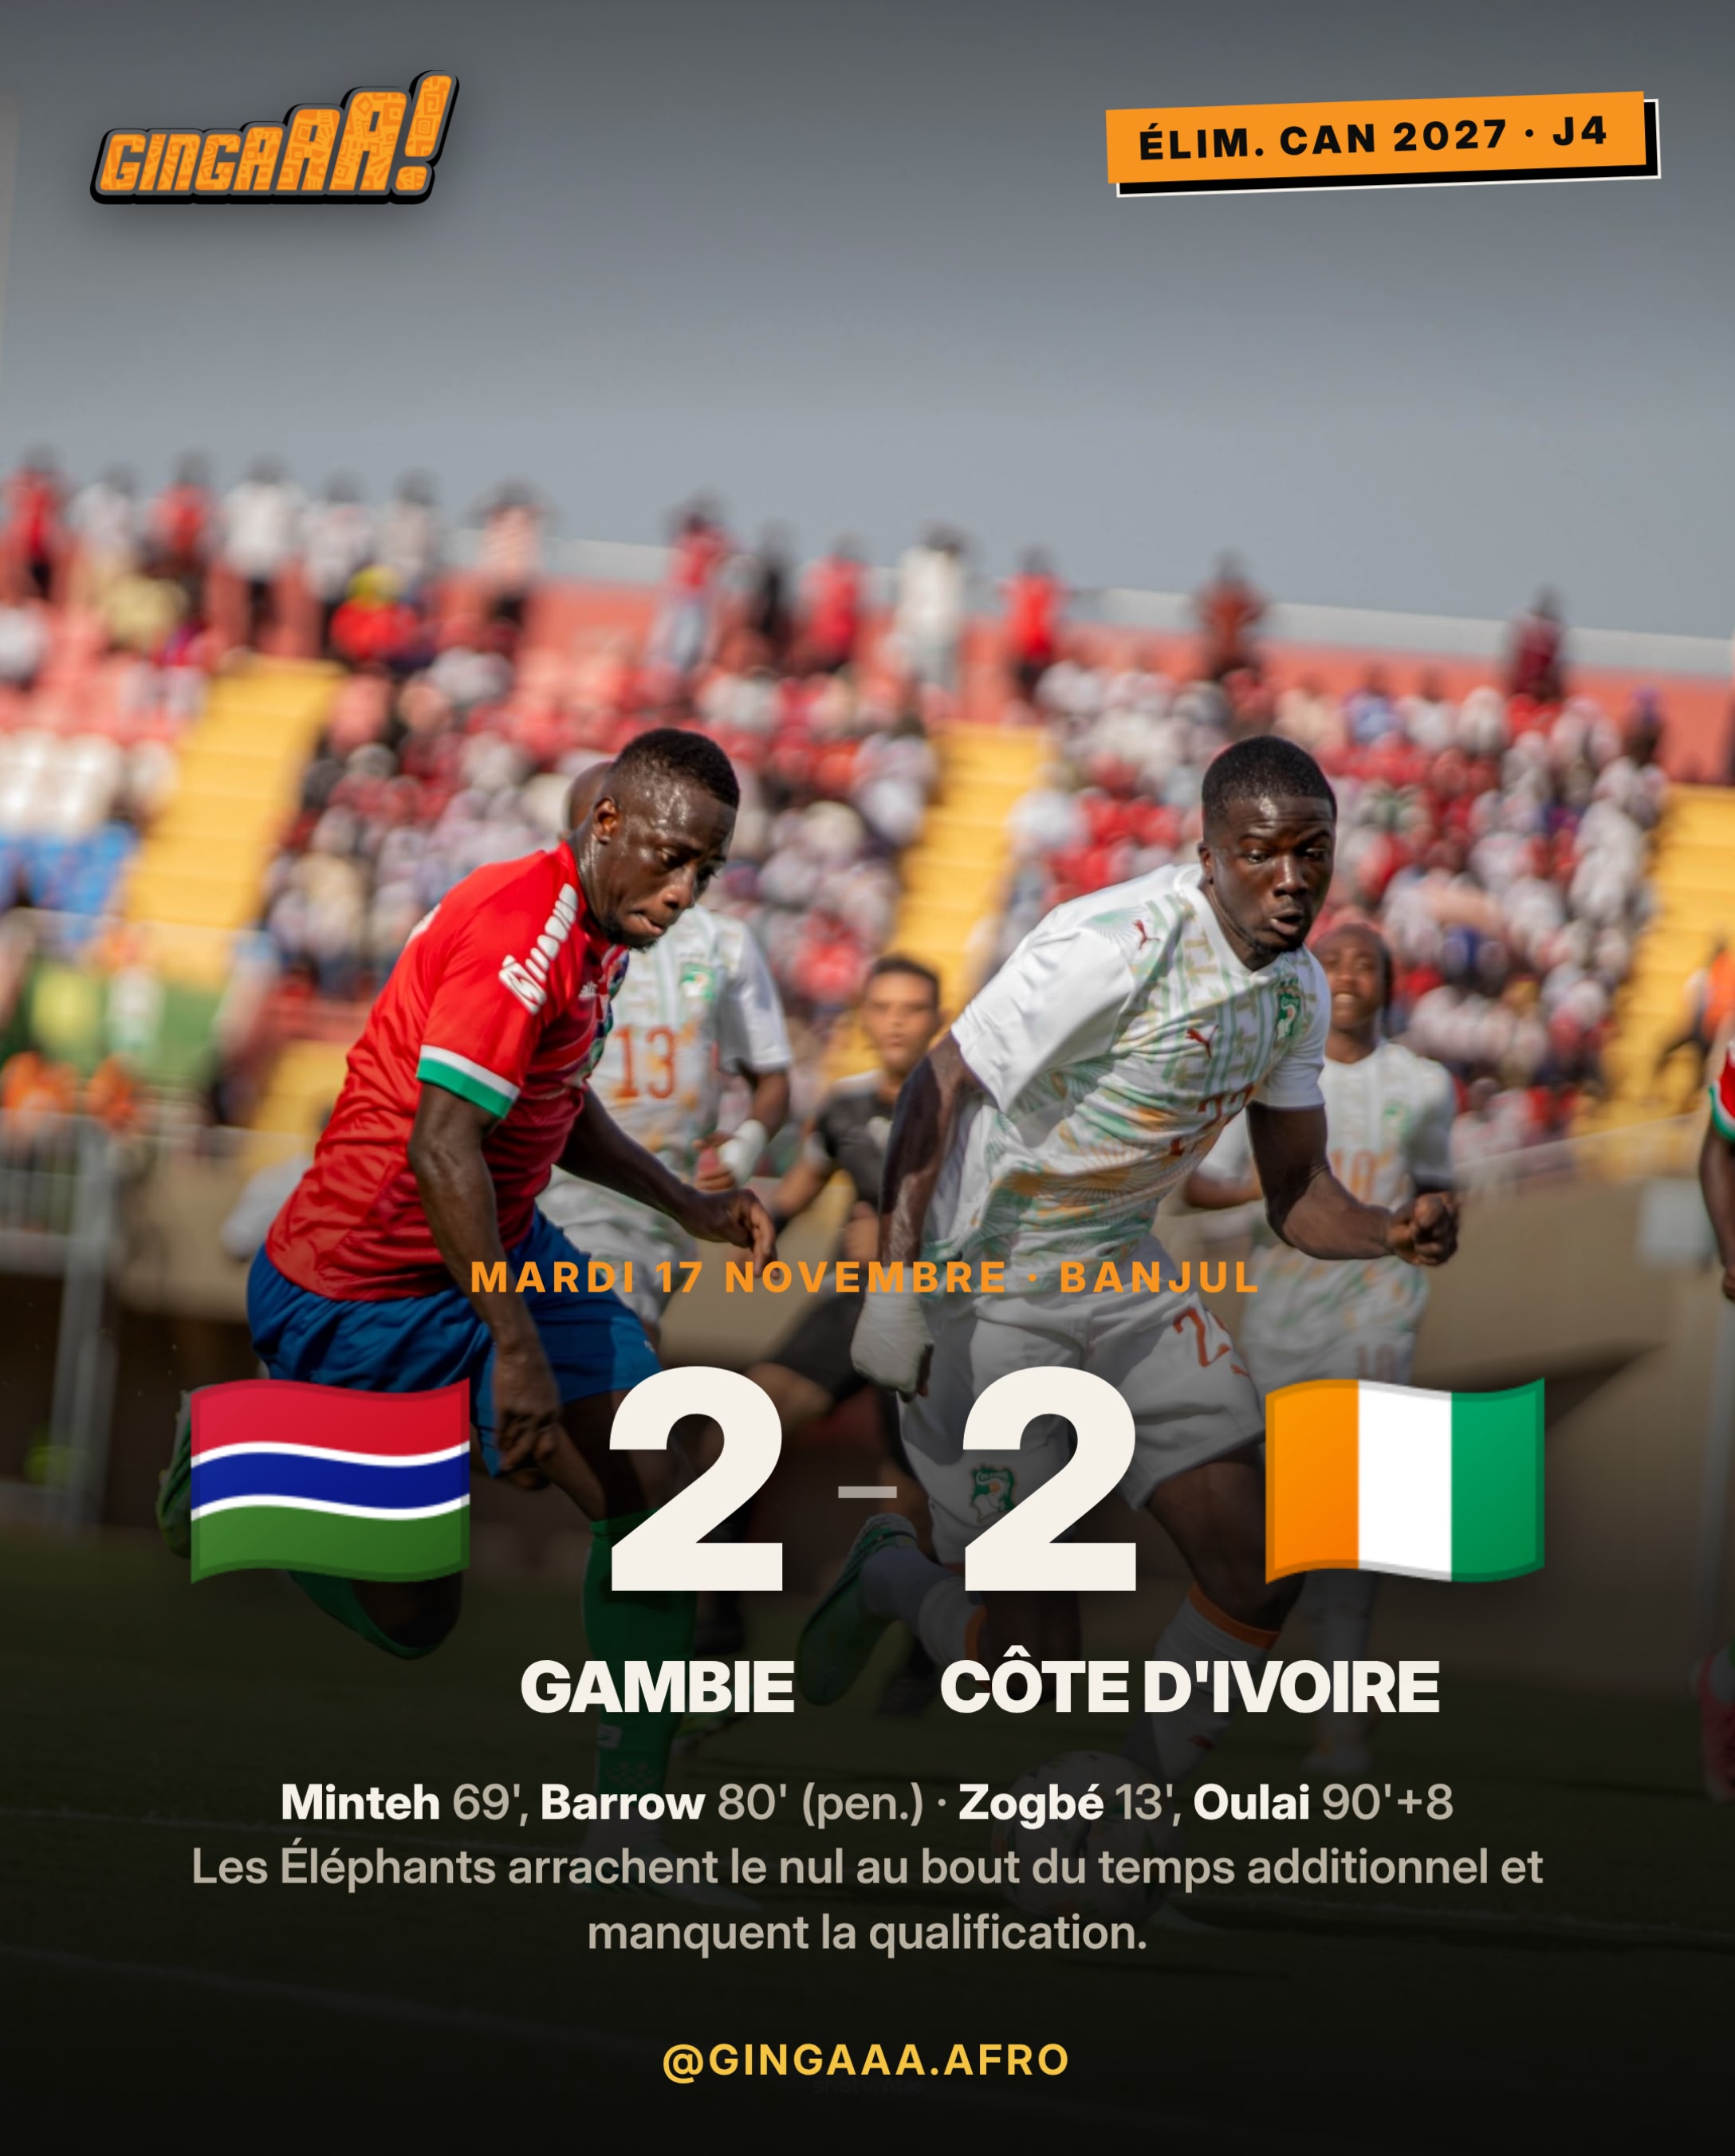 GINGAAA!
ÉLIM. CAN 2027 · J4
13
10
MARDI 17 NOVEMBRE · BANJUL
2 – 2
GAMBIE CÔTE D'IVOIRE
Minteh 69', Barrow 80' (pen.) · Zogbé 13', Oulai 90'+8
Les Éléphants arrachent le nul au bout du temps additionnel et
manquent la qualification.
@GINGAAA.AFRO